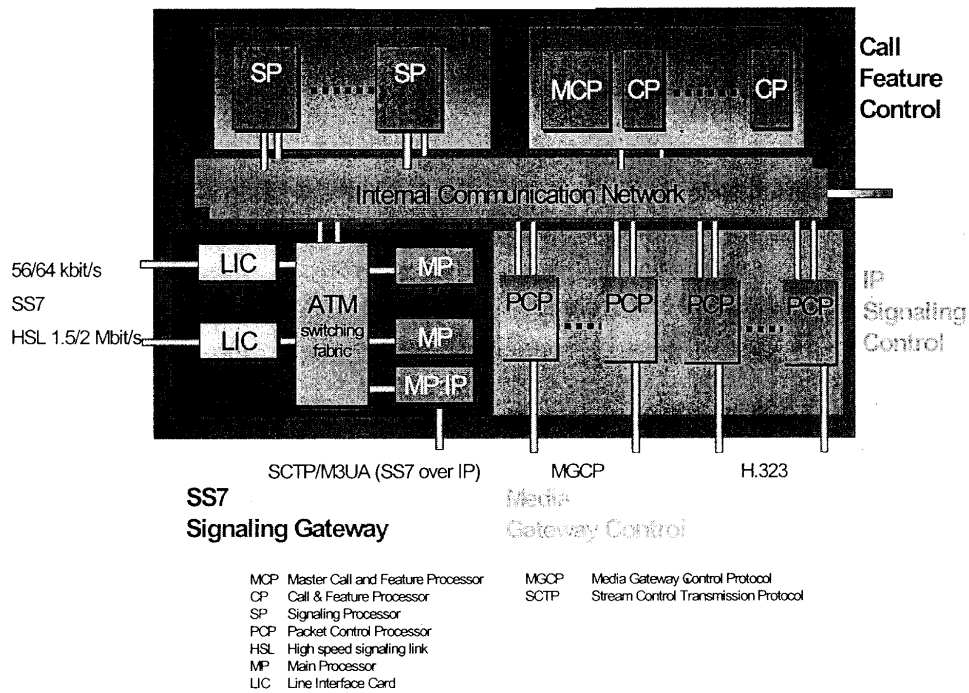 SP
SP
MCP
CP
CP
Call
Feature
Control
Internal Communication Network
56/64 kbit/s
SS7
HSL 1.5/2 Mbit/s
LIC
LIC
ATM
switching
fabric
MP
MP
MP:IP
PCP
PCP
PCP
PCP
IP
Signaling
Control
SCTP/M3UA (SS7 over IP)
MGCP
H.323
SS7
Signaling Gateway
Media
Gateway Control
MCP Master Call and Feature Processor
CP Call & Feature Processor
SP Signaling Processor
PCP Packet Control Processor
HSL High speed signaling link
MP Main Processor
LIC Line Interface Card
MGCP Media Gateway Control Protocol
SCTP Stream Control Transmission Protocol